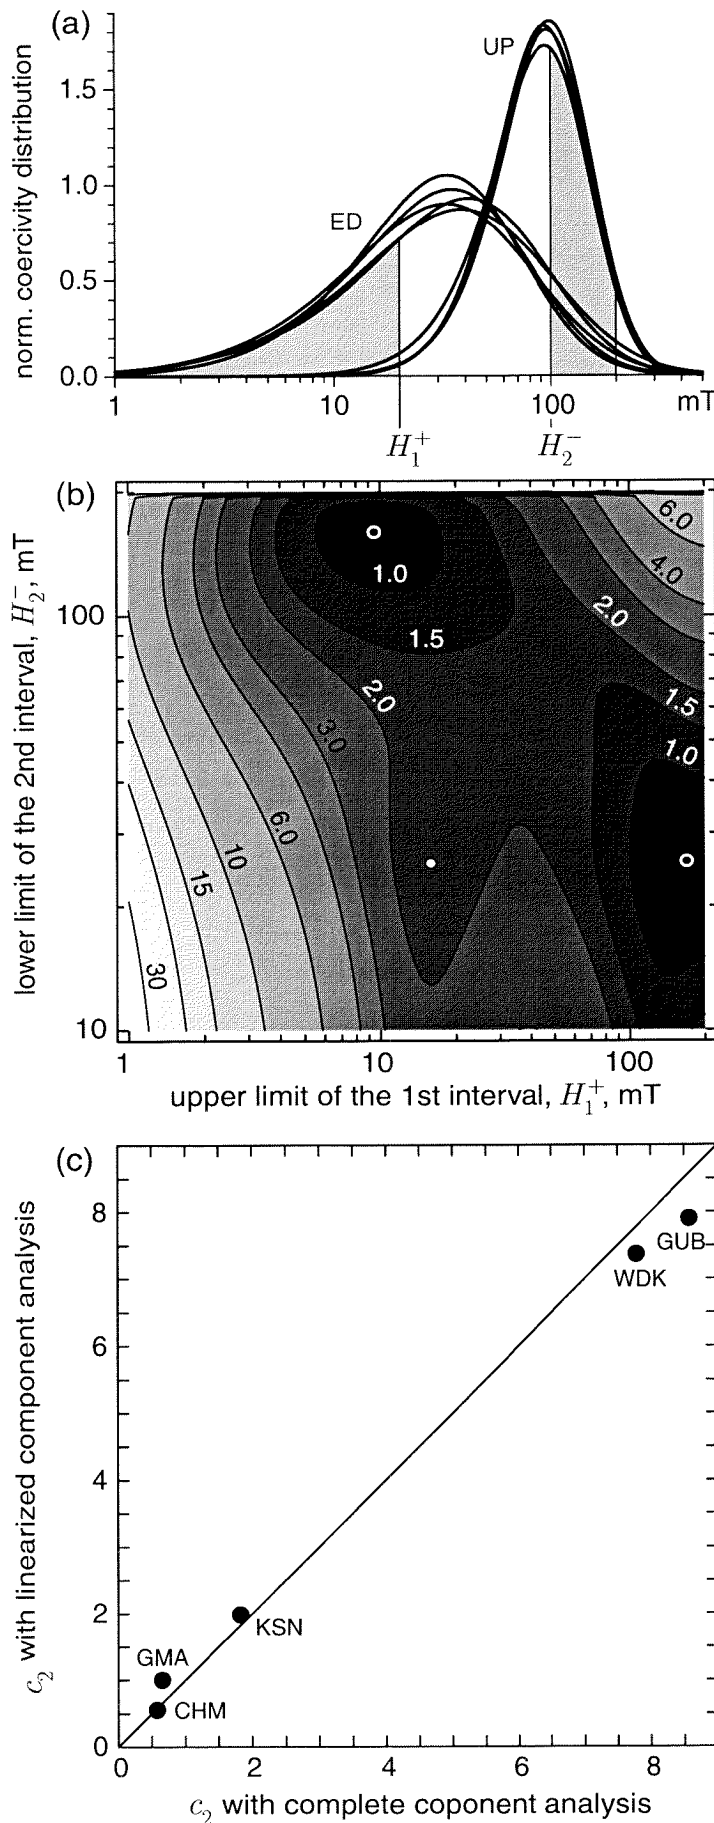 (a)
norm. coercivity distribution
1.5
1.0
0.5
0.0
UP
ED
1
10
100
mT
H₁⁺
H₂⁻
(b)
lower limit of the 2nd interval, H₂⁻, mT
100
10
6.0
4.0
2.0
1.5
1.0
1.0
1.5
2.0
3.0
6.0
10
15
30
1
10
100
upper limit of the 1st interval, H₁⁺, mT
(c)
c₂ with linearized component analysis
8
6
4
2
0
GUB
WDK
KSN
GMA
CHM
0
2
4
6
8
c₂ with complete coponent analysis